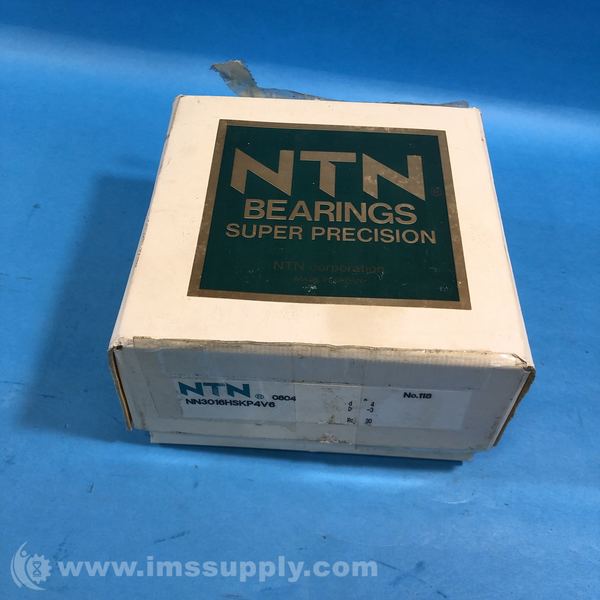 NTN®
BEARINGS
SUPER PRECISION
NTN corporation
NTN® 0804 No.118
NN3016HSKP4V6
www.imssupply.com